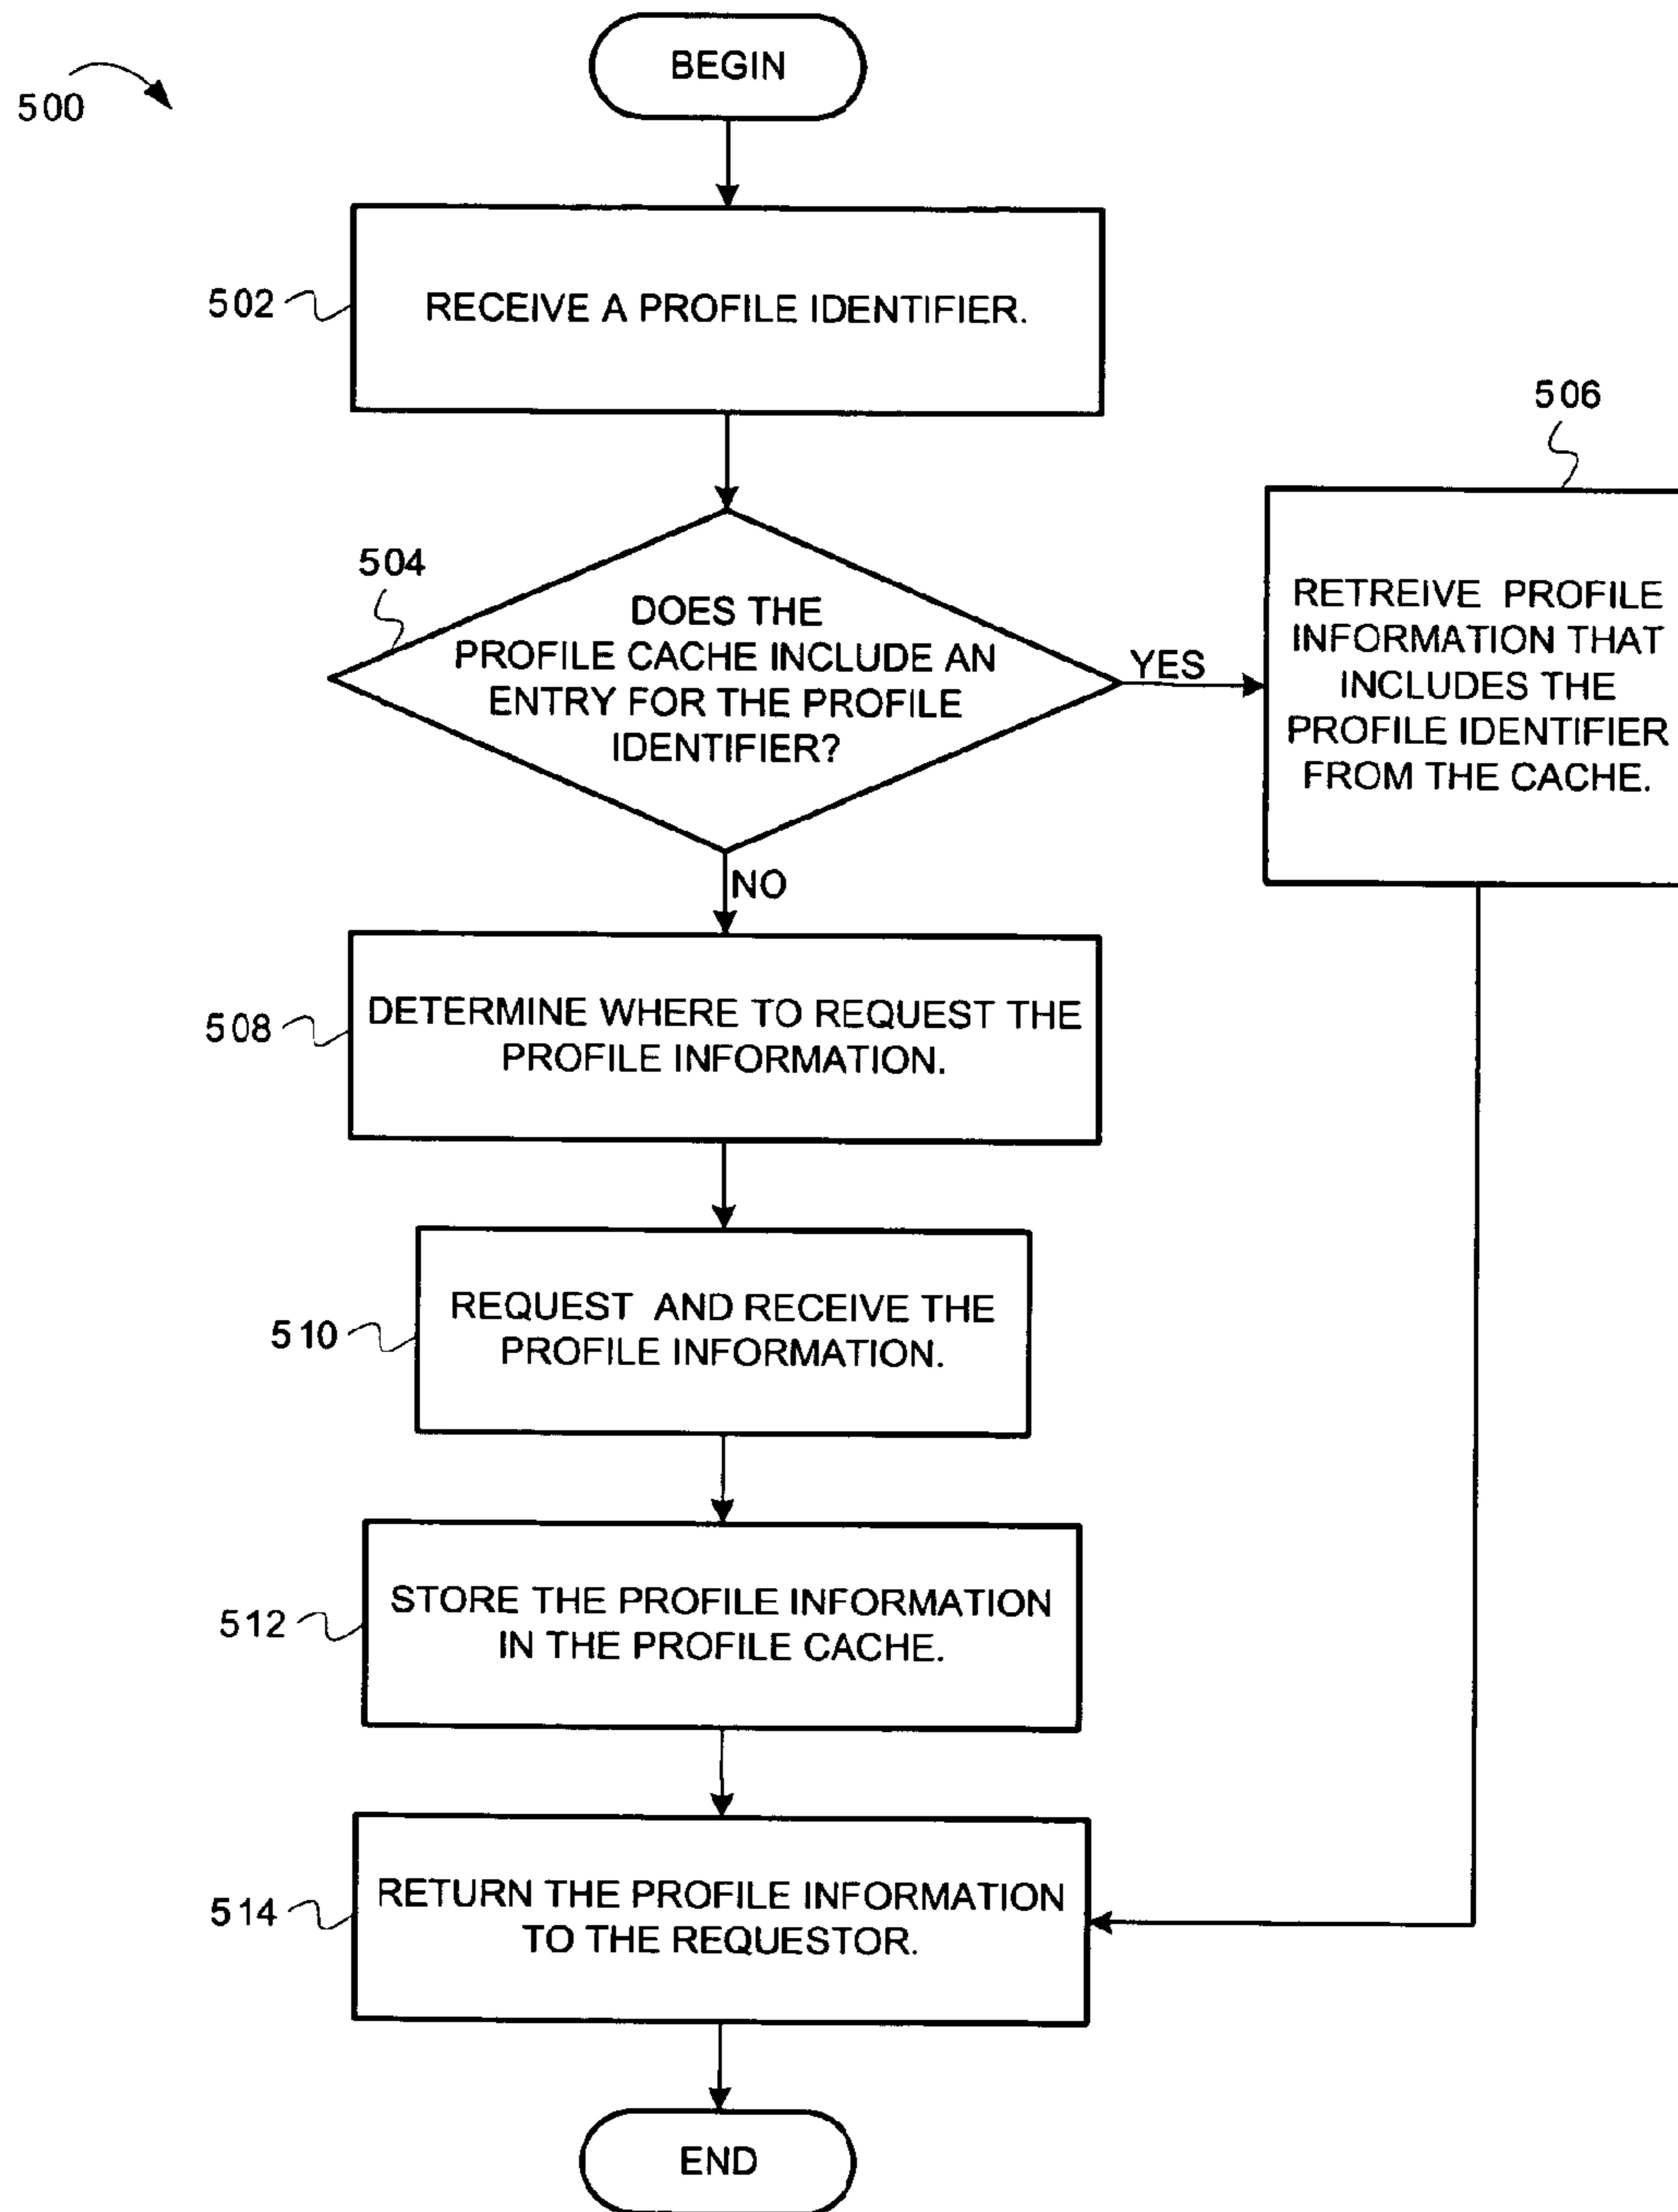 500
BEGIN
502
RECEIVE A PROFILE IDENTIFIER.
504
DOES THE
PROFILE CACHE INCLUDE AN
ENTRY FOR THE PROFILE
IDENTIFIER?
YES
506
RETREIVE PROFILE
INFORMATION THAT
INCLUDES THE
PROFILE IDENTIFIER
FROM THE CACHE.
NO
508
DETERMINE WHERE TO REQUEST THE
PROFILE INFORMATION.
510
REQUEST AND RECEIVE THE
PROFILE INFORMATION.
512
STORE THE PROFILE INFORMATION
IN THE PROFILE CACHE.
514
RETURN THE PROFILE INFORMATION
TO THE REQUESTOR.
END